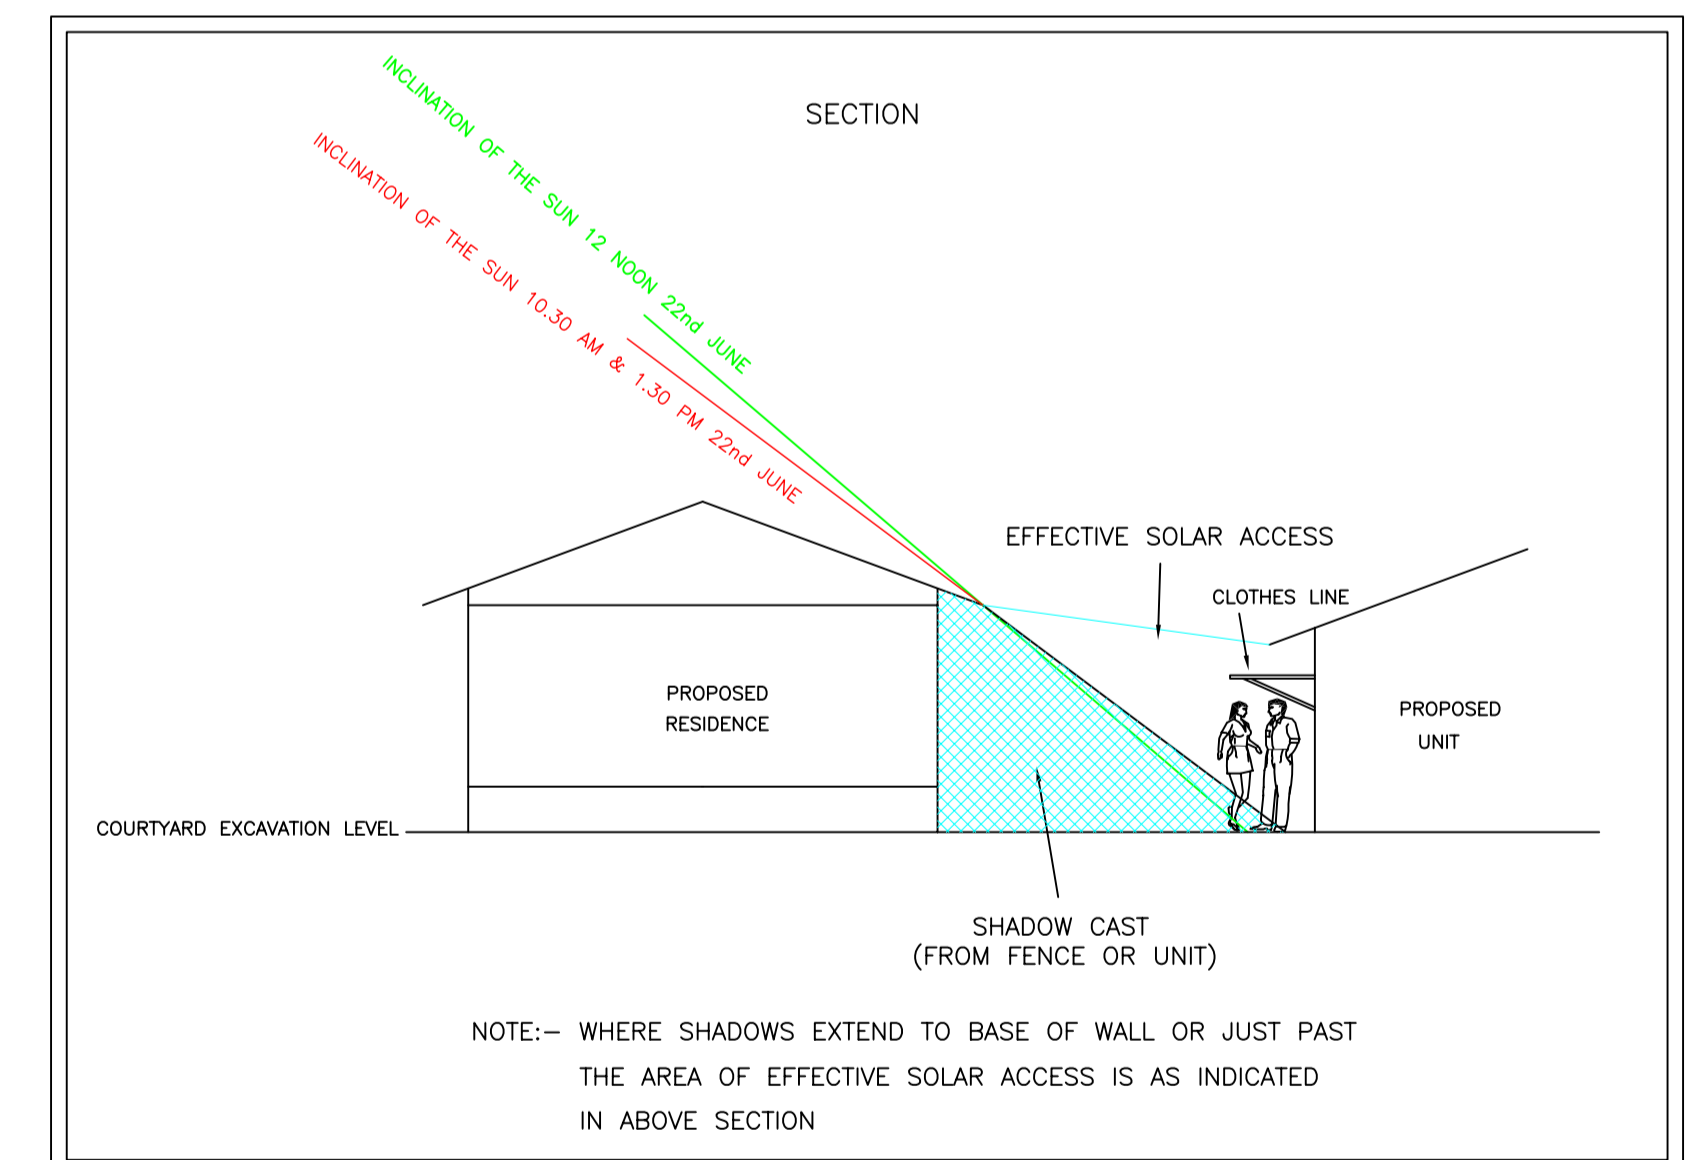 SECTION
INCLINATION OF THE SUN 12 NOON 22nd JUNE
INCLINATION OF THE SUN 10.30 AM & 1.30 PM 22nd JUNE
EFFECTIVE SOLAR ACCESS
CLOTHES LINE
PROPOSED
RESIDENCE
PROPOSED
UNIT
COURTYARD EXCAVATION LEVEL
SHADOW CAST
(FROM FENCE OR UNIT)
NOTE:- WHERE SHADOWS EXTEND TO BASE OF WALL OR JUST PAST
THE AREA OF EFFECTIVE SOLAR ACCESS IS AS INDICATED
IN ABOVE SECTION